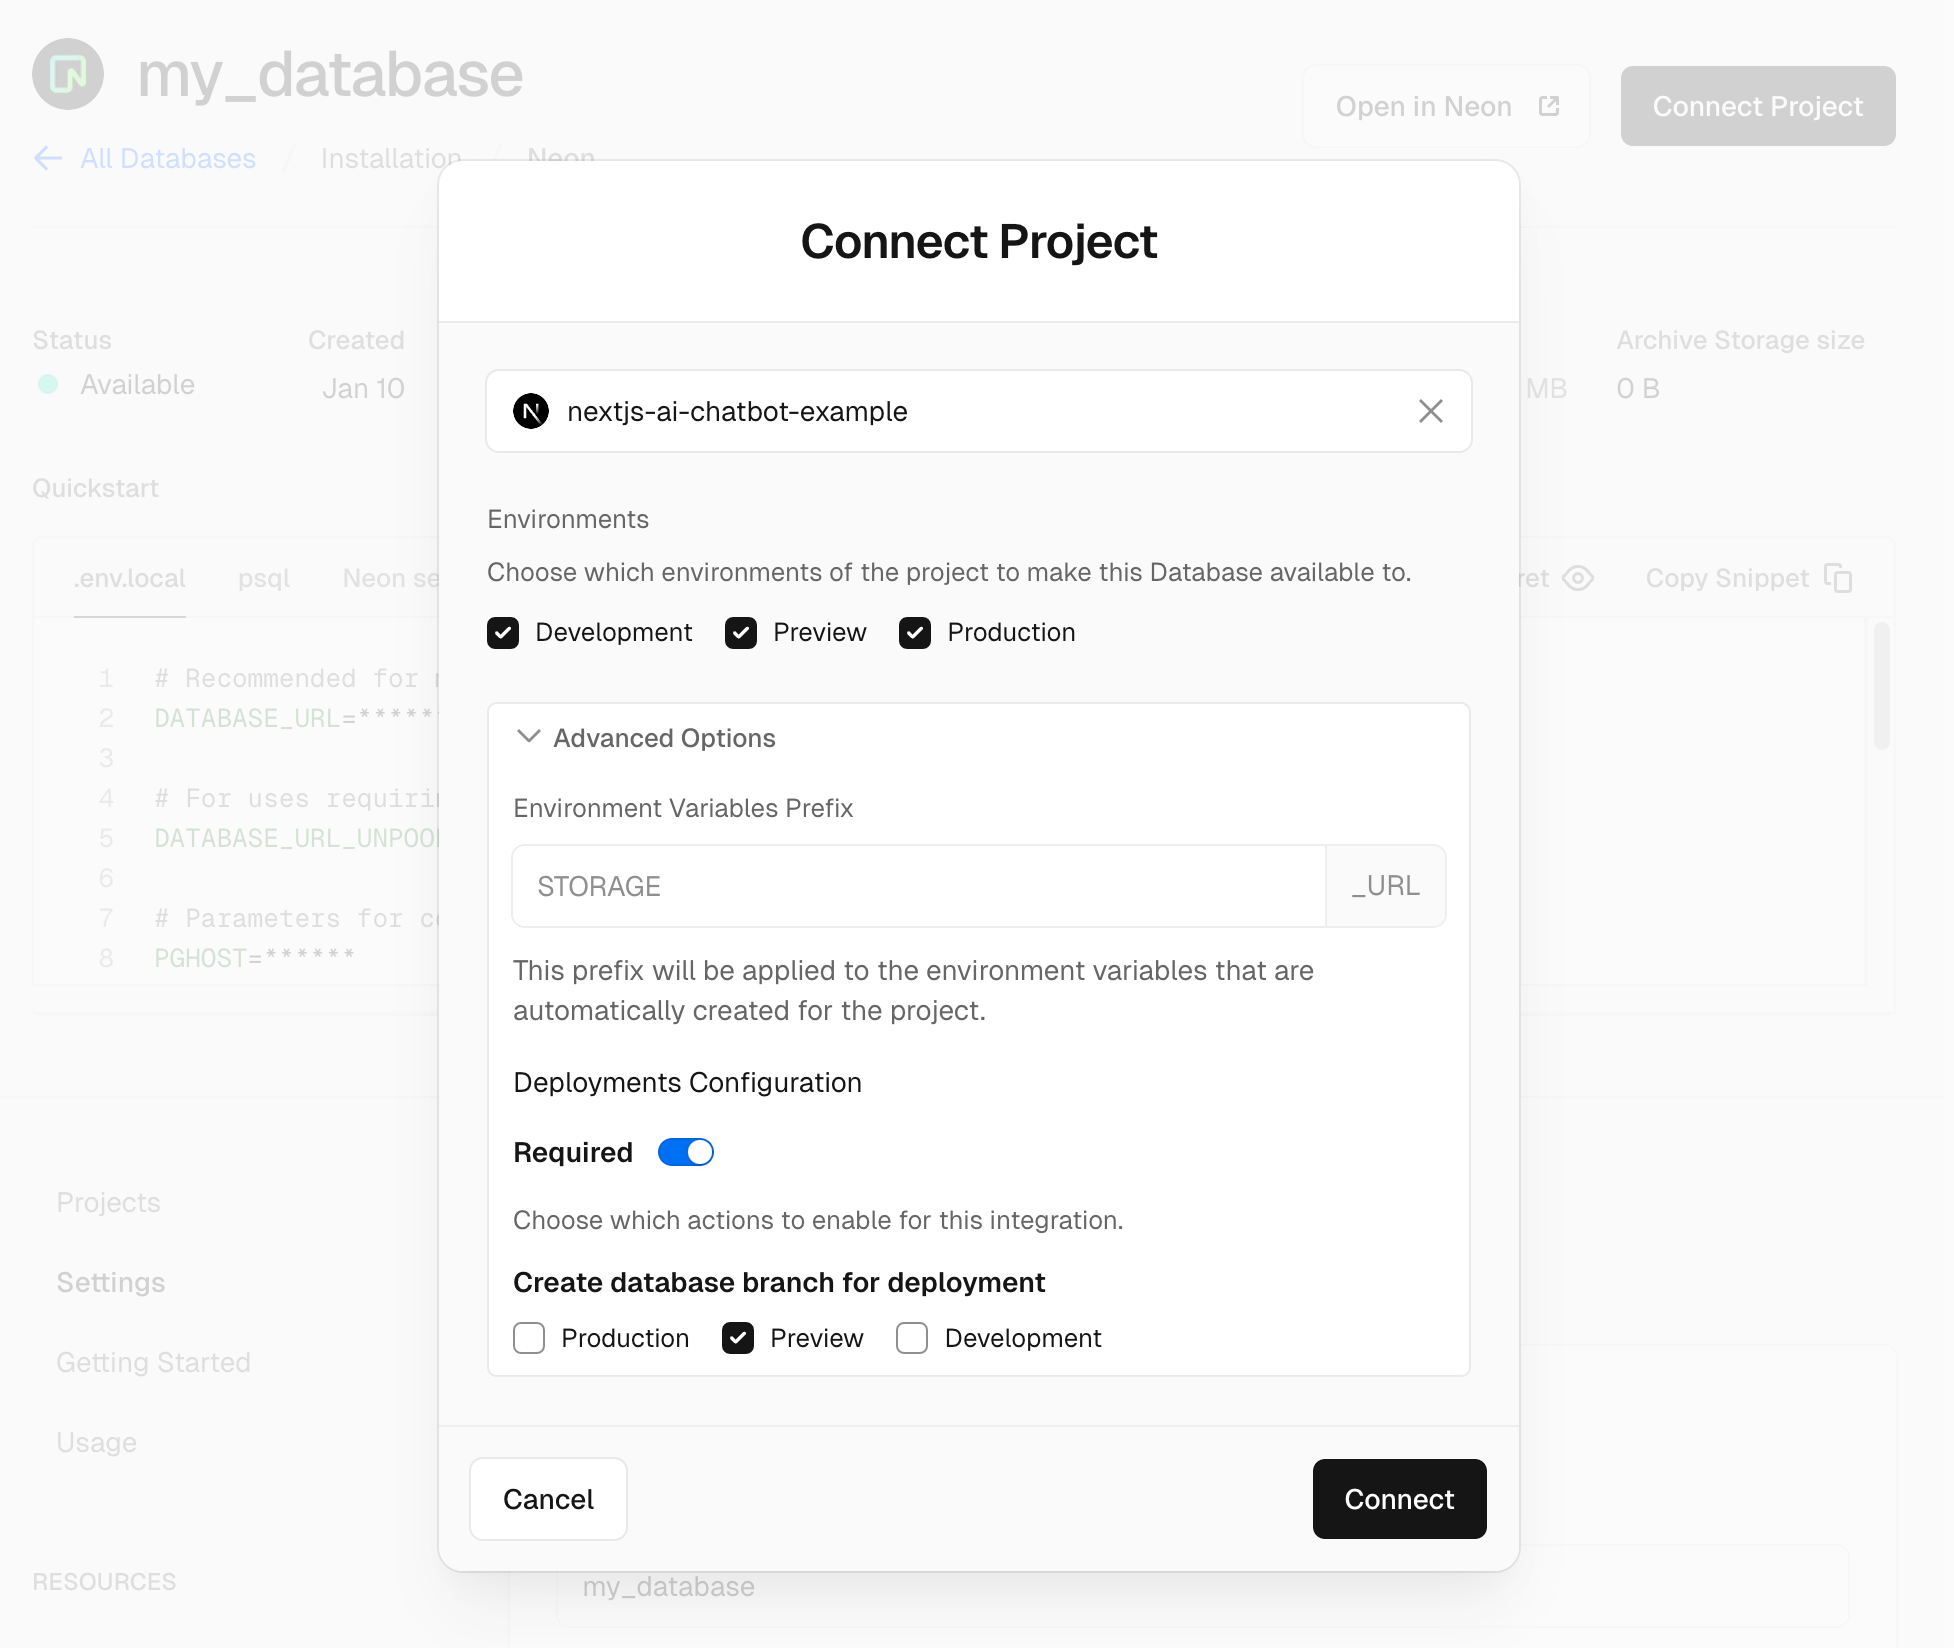 my_database
Open in Neon
Connect Project
All Databases / Installation / Neon
Connect Project
Status
Created
Archive Storage size
Available
Jan 10
MB
0 B
nextjs-ai-chatbot-example
Quickstart
Environments
Choose which environments of the project to make this Database available to.
.env.local
psql
Neon se
ret
Copy Snippet
Development
Preview
Production
1 # Recommended for
2 DATABASE_URL=*****
3
4 # For uses requirin
5 DATABASE_URL_UNPOO
6
7 # Parameters for co
8 PGHOST=******
Advanced Options
Environment Variables Prefix
STORAGE
_URL
This prefix will be applied to the environment variables that are
automatically created for the project.
Deployments Configuration
Required
Choose which actions to enable for this integration.
Create database branch for deployment
Production
Preview
Development
Projects
Settings
Getting Started
Usage
Cancel
Connect
RESOURCES
my_database